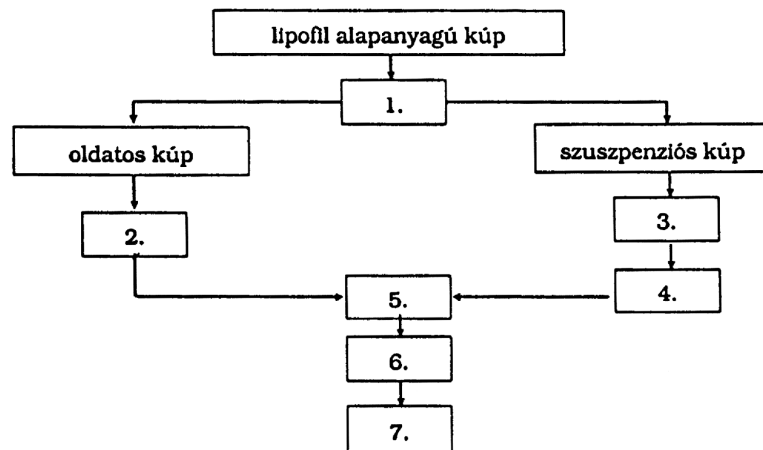 lipofil alapanyagú kúp
1.
oldatos kúp
szuszpenziós kúp
2.
3.
4.
5.
6.
7.